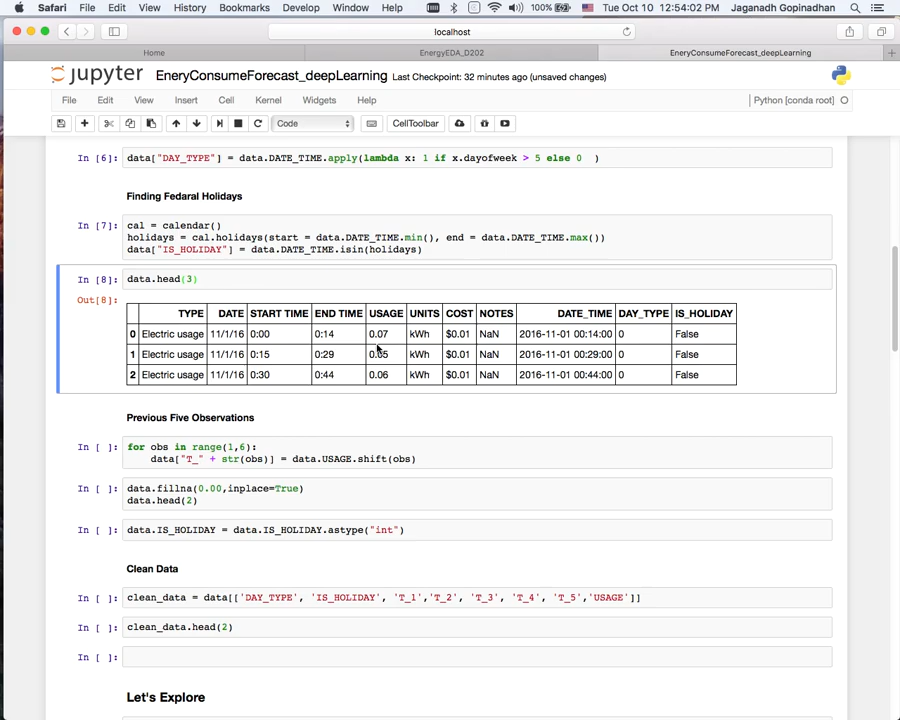 Safari File Edit View History Bookmarks Develop Window Help 100% Tue Oct 10 12:54:02 PM Jaganadh Gopinadhan
localhost
Home EnergyEDA_D202 EneryConsumeForecast_deepLearning
jupyter EneryConsumeForecast_deepLearning Last Checkpoint: 32 minutes ago (unsaved changes)
File Edit View Insert Cell Kernel Widgets Help Python [conda root]
Code CellToolbar
In [6]: data["DAY_TYPE"] = data.DATE_TIME.apply(lambda x: 1 if x.dayofweek > 5 else 0 )
Finding Fedaral Holidays
In [7]: cal = calendar()
holidays = cal.holidays(start = data.DATE_TIME.min(), end = data.DATE_TIME.max())
data["IS_HOLIDAY"] = data.DATE_TIME.isin(holidays)
In [8]: data.head(3)
Out[8]:
TYPE DATE START TIME END TIME USAGE UNITS COST NOTES DATE_TIME DAY_TYPE IS_HOLIDAY
0 Electric usage 11/1/16 0:00 0:14 0.07 kWh $0.01 NaN 2016-11-01 00:14:00 0 False
1 Electric usage 11/1/16 0:15 0:29 0.05 kWh $0.01 NaN 2016-11-01 00:29:00 0 False
2 Electric usage 11/1/16 0:30 0:44 0.06 kWh $0.01 NaN 2016-11-01 00:44:00 0 False
Previous Five Observations
In [ ]: for obs in range(1,6):
data["T_" + str(obs)] = data.USAGE.shift(obs)
In [ ]: data.fillna(0.00,inplace=True)
data.head(2)
In [ ]: data.IS_HOLIDAY = data.IS_HOLIDAY.astype("int")
Clean Data
In [ ]: clean_data = data[['DAY_TYPE', 'IS_HOLIDAY', 'T_1','T_2', 'T_3', 'T_4', 'T_5','USAGE']]
In [ ]: clean_data.head(2)
In [ ]:
Let's Explore